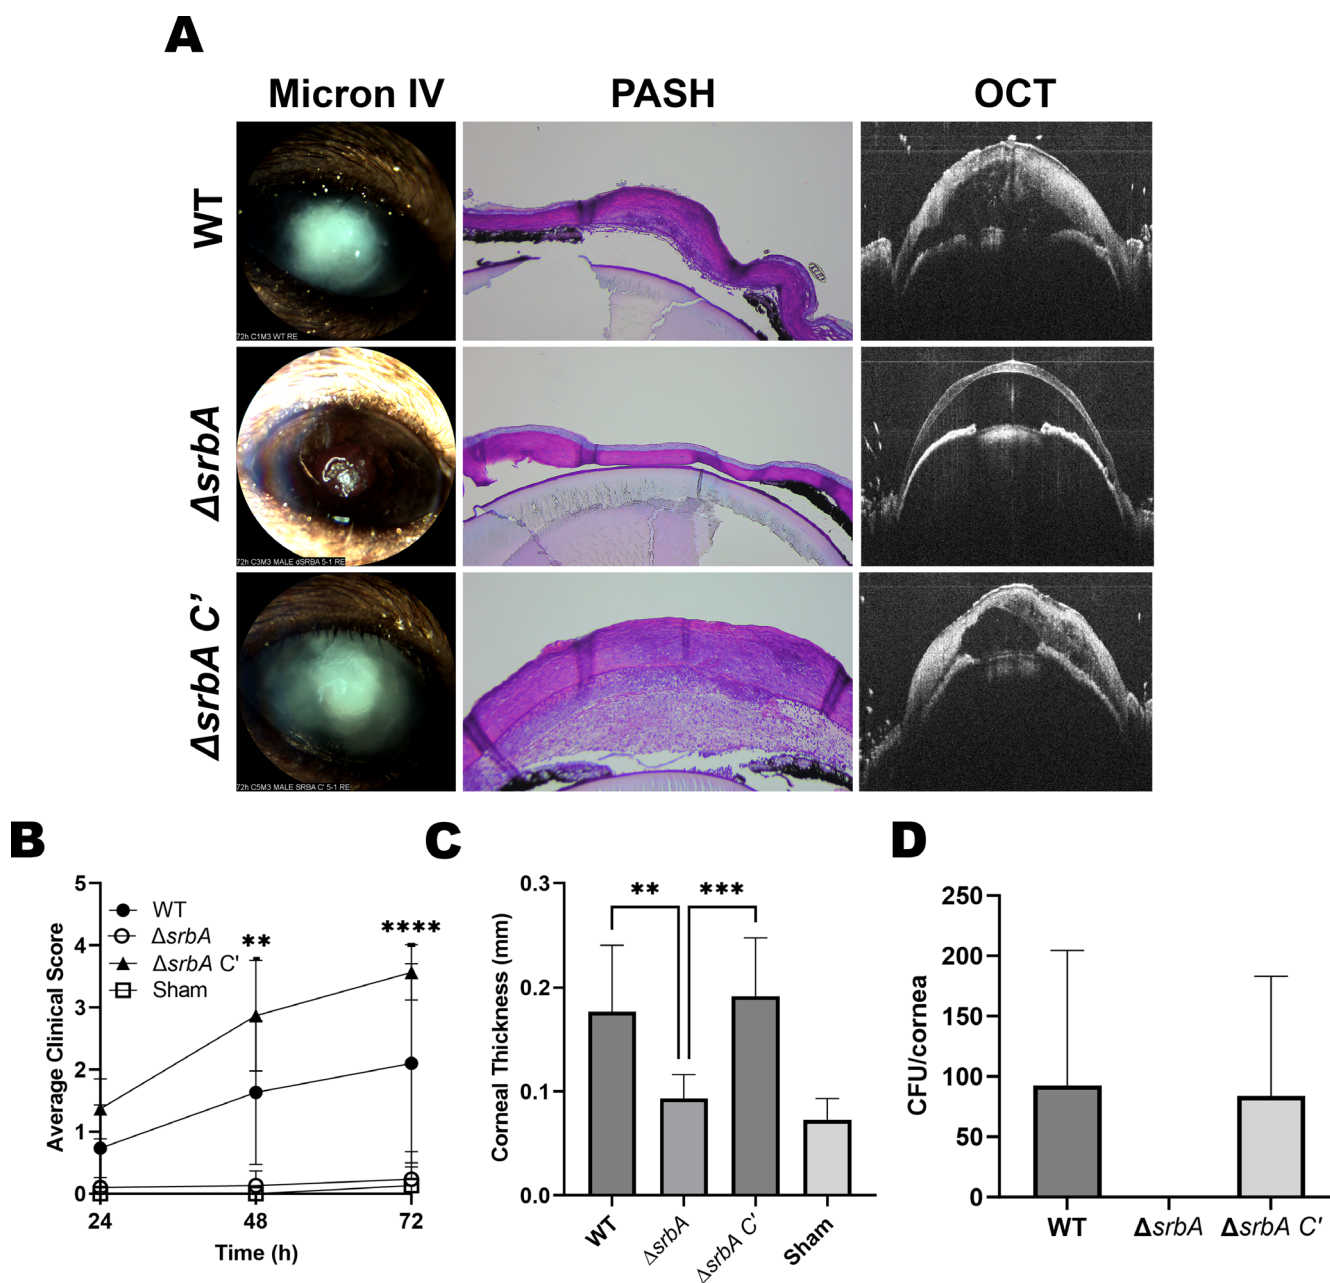 A
Micron IV PASH OCT
WT
72h C1M3 WT RE
ΔsrbA
72h C3M3 MALE dSRBA 5-1 RE
ΔsrbA C'
72h C5M3 MALE SRBA C' 5-1 RE
B
Average Clinical Score
5
4
3
2
1
0
24 48 72
Time (h)
WT
ΔsrbA
ΔsrbA C'
Sham
**
****
C
Corneal Thickness (mm)
0.3
0.2
0.1
0.0
** ***
WT ΔsrbA ΔsrbA C' Sham
D
CFU/cornea
250
200
150
100
50
0
WT ΔsrbA ΔsrbA C'